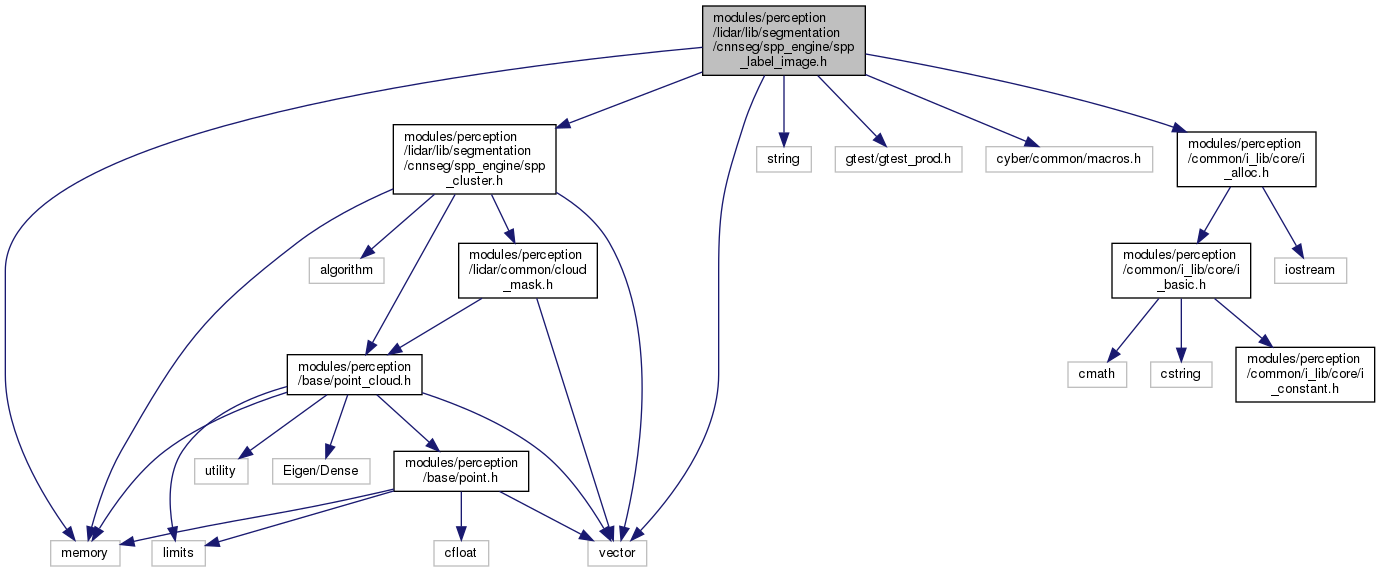 modules/perception
/lidar/lib/segmentation
/cnnseg/spp_engine/spp
_label_image.h
modules/perception
/lidar/lib/segmentation
/cnnseg/spp_engine/spp
_cluster.h
string
gtest/gtest_prod.h
cyber/common/macros.h
modules/perception
/common/i_lib/core/i
_alloc.h
algorithm
modules/perception
/lidar/common/cloud
_mask.h
modules/perception
/common/i_lib/core/i
_basic.h
iostream
modules/perception
/base/point_cloud.h
cmath
cstring
modules/perception
/common/i_lib/core/i
_constant.h
utility
Eigen/Dense
modules/perception
/base/point.h
memory
limits
cfloat
vector